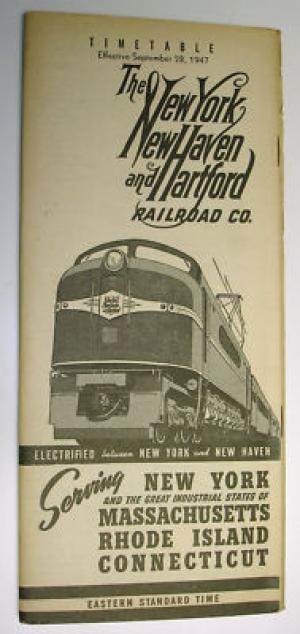 TIMETABLE
Effective September 28, 1947
The New York
New Haven
and Hartford
RAILROAD CO.
ELECTRIFIED between NEW YORK and NEW HAVEN
Serving NEW YORK
AND THE GREAT INDUSTRIAL STATES OF
MASSACHUSETTS
RHODE ISLAND
CONNECTICUT
EASTERN STANDARD TIME